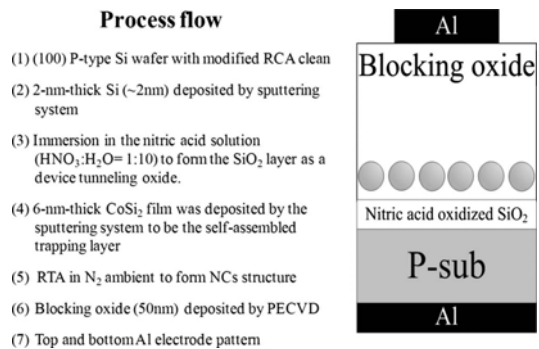 Process flow
(1) (100) P-type Si wafer with modified RCA clean
(2) 2-nm-thick Si (~2nm) deposited by sputtering
system
(3) Immersion in the nitric acid solution
(HNO₃:H₂O= 1:10) to form the SiO₂ layer as a
device tunneling oxide.
(4) 6-nm-thick CoSi₂ film was deposited by the
sputtering system to be the self-assembled
trapping layer
(5) RTA in N₂ ambient to form NCs structure
(6) Blocking oxide (50nm) deposited by PECVD
(7) Top and bottom Al electrode pattern
Al
Blocking oxide
Nitric acid oxidized SiO₂
P-sub
Al